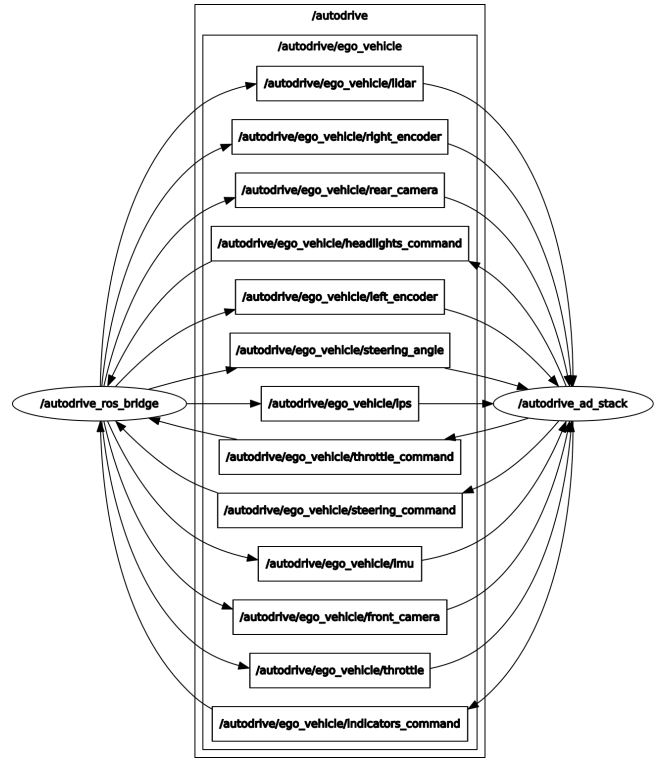 /autodrive
/autodrive/ego_vehicle
/autodrive/ego_vehicle/lidar
/autodrive/ego_vehicle/right_encoder
/autodrive/ego_vehicle/rear_camera
/autodrive/ego_vehicle/headlights_command
/autodrive/ego_vehicle/left_encoder
/autodrive/ego_vehicle/steering_angle
/autodrive_ros_bridge
/autodrive/ego_vehicle/ips
/autodrive_ad_stack
/autodrive/ego_vehicle/throttle_command
/autodrive/ego_vehicle/steering_command
/autodrive/ego_vehicle/imu
/autodrive/ego_vehicle/front_camera
/autodrive/ego_vehicle/throttle
/autodrive/ego_vehicle/indicators_command